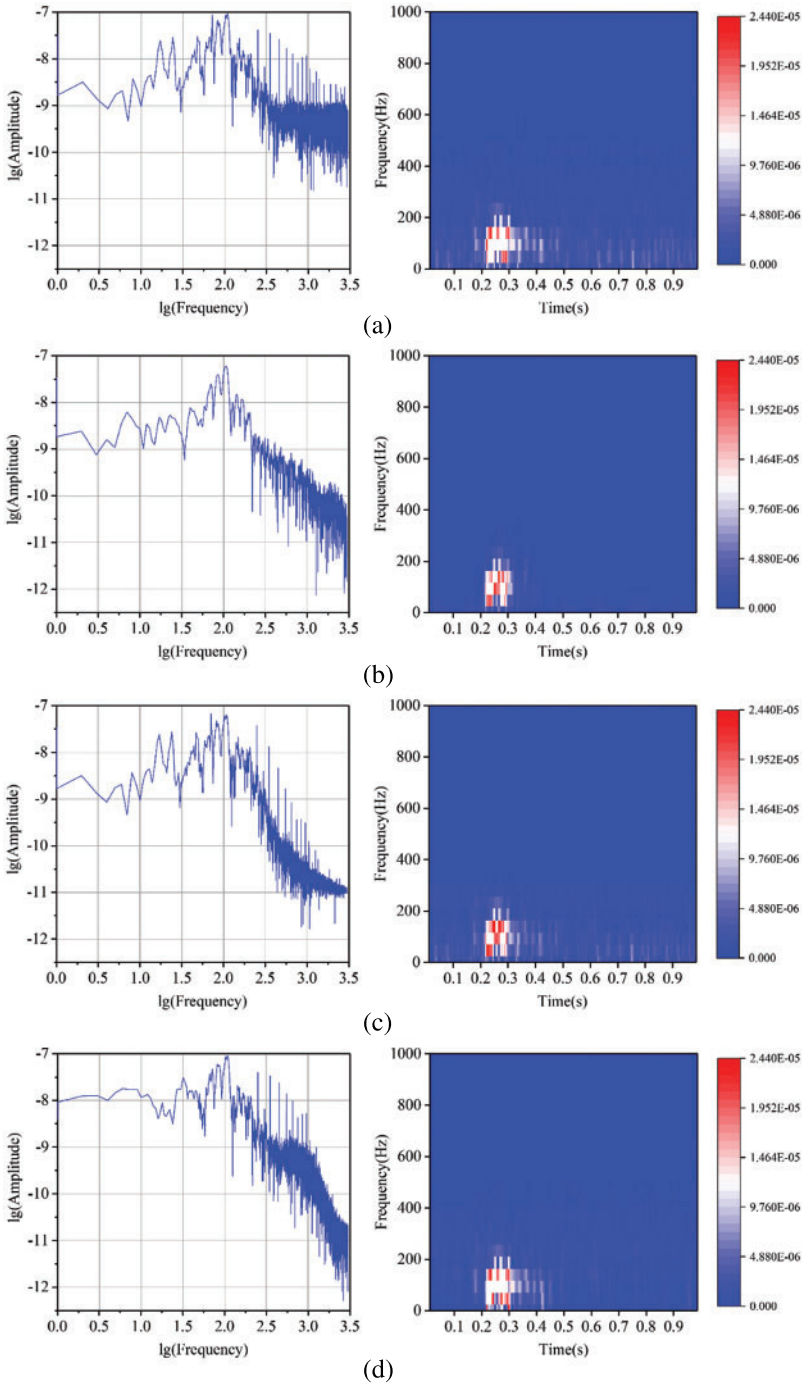 -7
-8
-9
-10
-11
-12
lg(Amplitude)
0.0 0.5 1.0 1.5 2.0 2.5 3.0 3.5
lg(Frequency)
1000
800
600
400
200
0
Frequency(Hz)
0.1 0.2 0.3 0.4 0.5 0.6 0.7 0.8 0.9
Time(s)
2.440E-05
1.952E-05
1.464E-05
9.760E-06
4.880E-06
0.000
(a)
-7
-8
-9
-10
-11
-12
lg(Amplitude)
0.0 0.5 1.0 1.5 2.0 2.5 3.0 3.5
lg(Frequency)
1000
800
600
400
200
0
Frequency(Hz)
0.1 0.2 0.3 0.4 0.5 0.6 0.7 0.8 0.9
Time(s)
2.440E-05
1.952E-05
1.464E-05
9.760E-06
4.880E-06
0.000
(b)
-7
-8
-9
-10
-11
-12
lg(Amplitude)
0.0 0.5 1.0 1.5 2.0 2.5 3.0 3.5
lg(Frequency)
1000
800
600
400
200
0
Frequency(Hz)
0.1 0.2 0.3 0.4 0.5 0.6 0.7 0.8 0.9
Time(s)
2.440E-05
1.952E-05
1.464E-05
9.760E-06
4.880E-06
0.000
(c)
-7
-8
-9
-10
-11
-12
lg(Amplitude)
0.0 0.5 1.0 1.5 2.0 2.5 3.0 3.5
lg(Frequency)
1000
800
600
400
200
0
Frequency(Hz)
0.1 0.2 0.3 0.4 0.5 0.6 0.7 0.8 0.9
Time(s)
2.440E-05
1.952E-05
1.464E-05
9.760E-06
4.880E-06
0.000
(d)